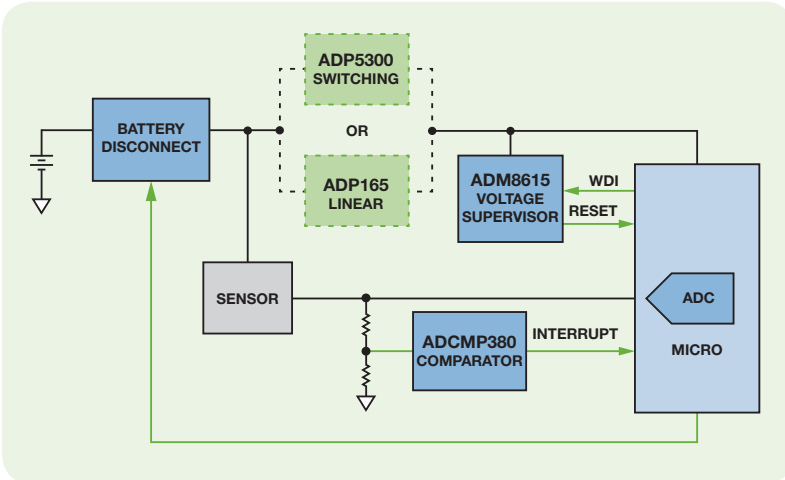 ADP5300
SWITCHING
BATTERY
DISCONNECT
OR
ADP165
LINEAR
ADM8615
VOLTAGE
SUPERVISOR
WDI
RESET
SENSOR
ADC
ADCMP380
COMPARATOR
INTERRUPT
MICRO